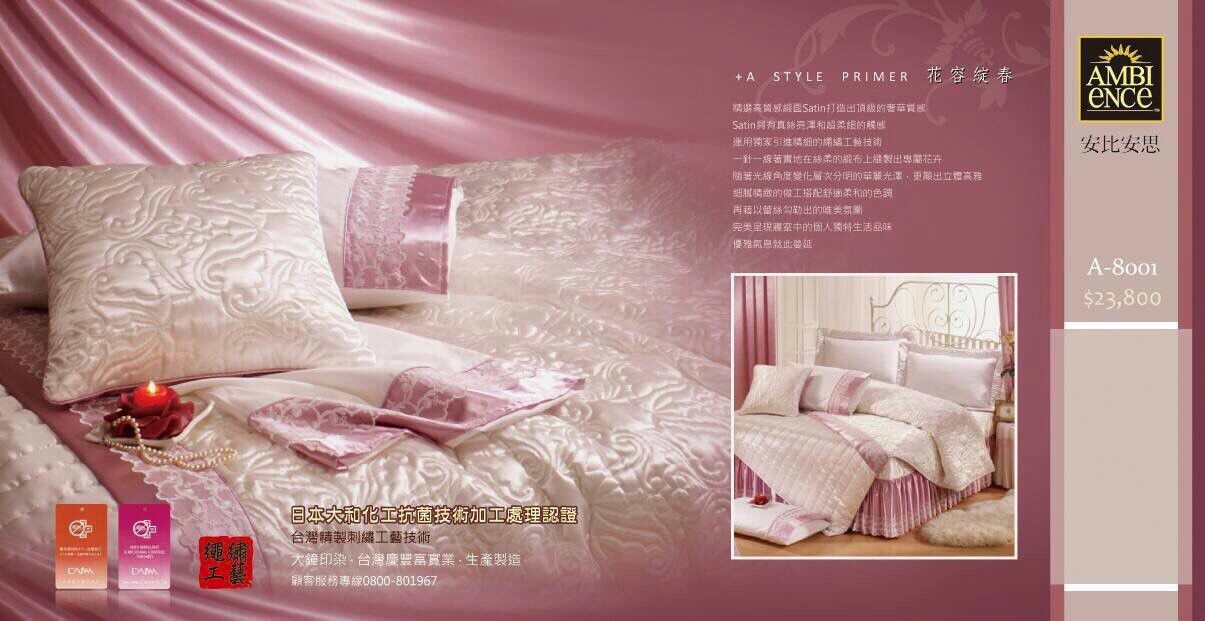 +A STYLE PRIMER 花容綻春
精選高質感緞面Satin打造出頂級的奢華質感
Satin具有真絲亮澤和超柔細的觸感
運用獨家引進精細的繩繡工藝技術
一針一線著實地在絲柔的緞布上縫製出專屬花卉
隨著光線角度變化層次分明的華麗光澤，更顯出立體高雅
細膩精緻的做工搭配舒適柔和的色調
再藉以蕾絲勾勒出的唯美氛圍
完美呈現寢室中的個人獨特生活品味
優雅氣息就此蔓延
AMBI
ENCE
安比安思
A-8001
$23,800
DAIWA
DAIWA
繩繡
工藝
日本大和化工抗菌技術加工處理認證
台灣精製刺繡工藝技術
大鐘印染．台灣慶豐富實業．生產製造
顧客服務專線0800-801967